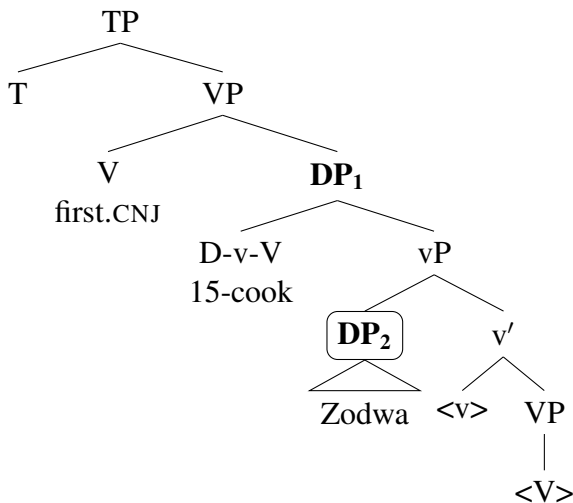 TP
T VP
V DP₁
first.CNJ
D-v-V vP
15-cook
DP₂ v′
Zodwa <v> VP
<V>